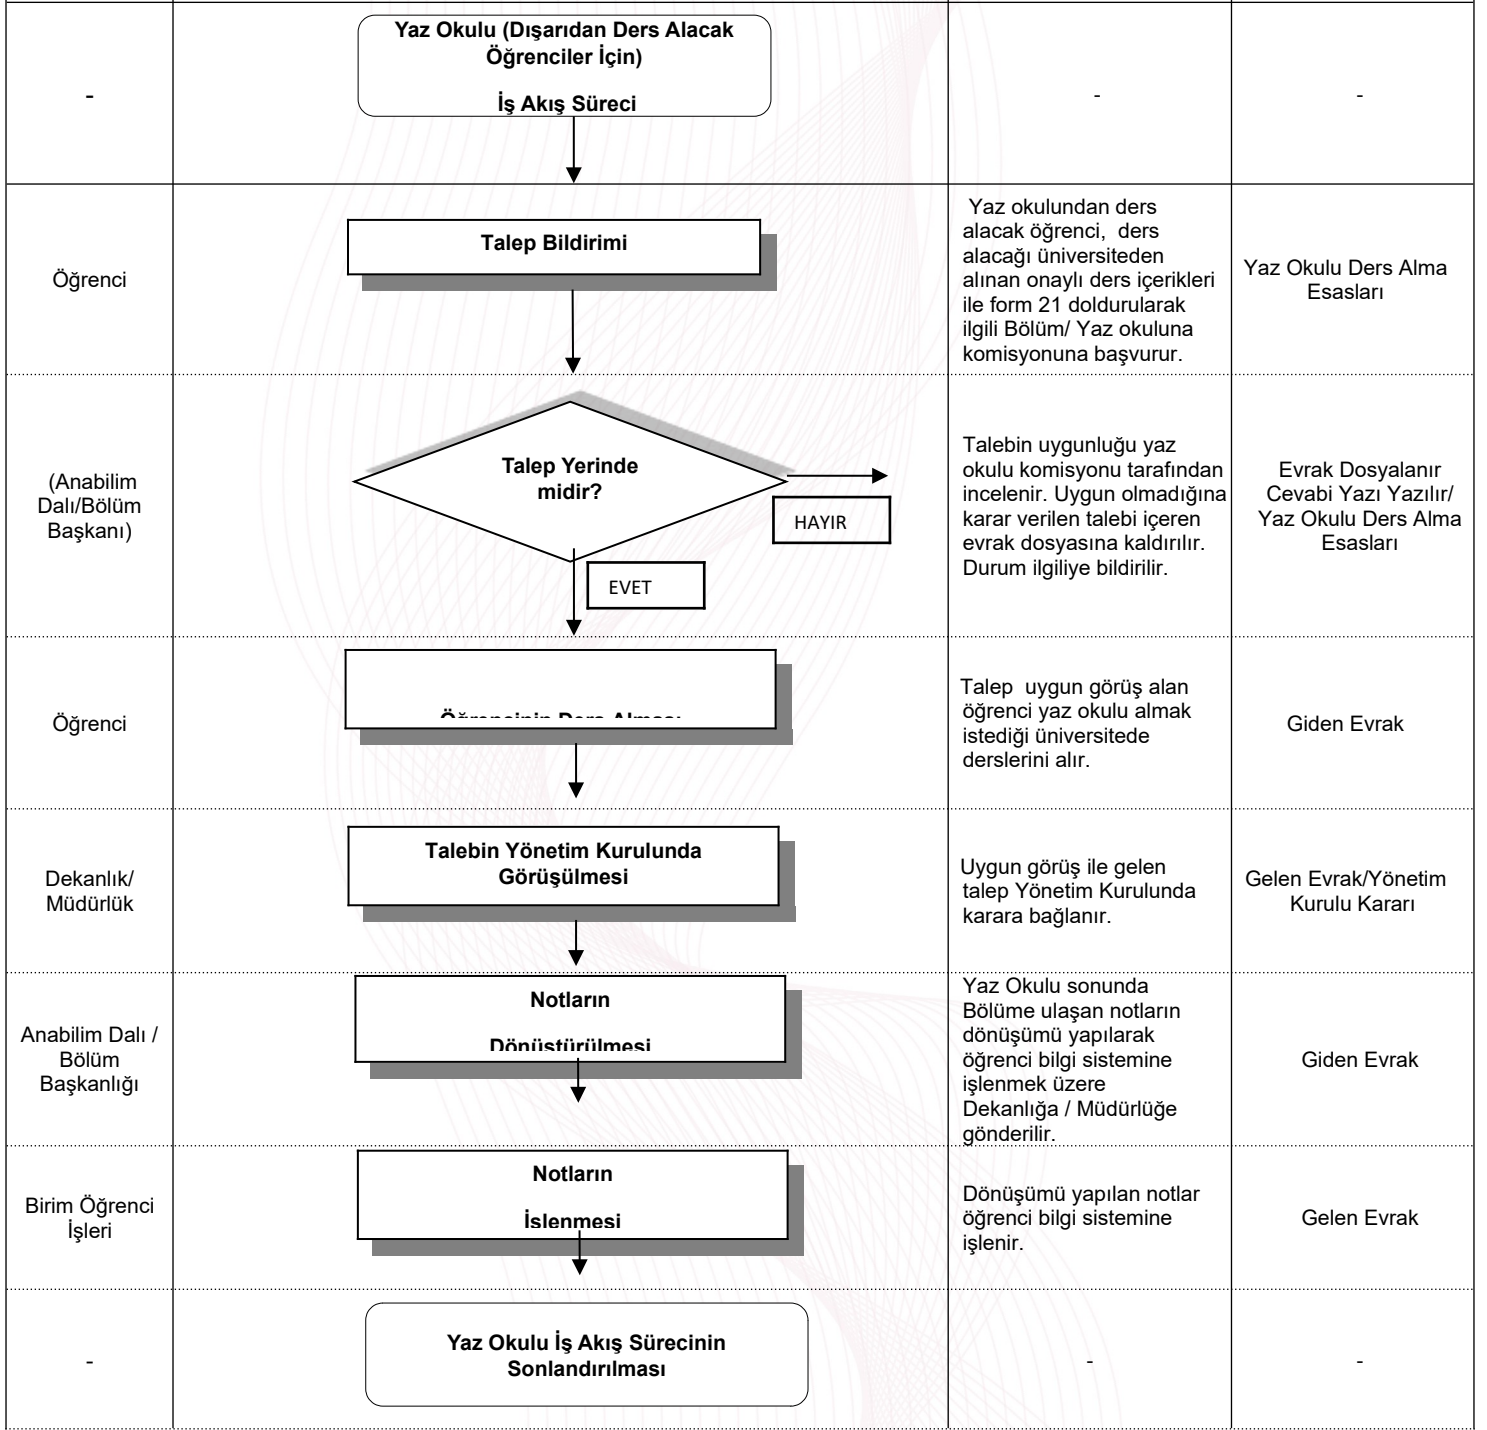 Yaz Okulu (Dışarıdan Ders Alacak
Öğrenciler İçin)
İş Akış Süreci
-
-
-
Öğrenci
Talep Bildirimi
Yaz okulundan ders
alacak öğrenci, ders
alacağı üniversiteden
alınan onaylı ders içerikleri
ile form 21 doldurularak
ilgili Bölüm/ Yaz okuluna
komisyonuna başvurur.
Yaz Okulu Ders Alma
Esasları
(Anabilim
Dalı/Bölüm
Başkanı)
Talep Yerinde
midir?
HAYIR
EVET
Talebin uygunluğu yaz
okulu komisyonu tarafından
incelenir. Uygun olmadığına
karar verilen talebi içeren
evrak dosyasına kaldırılır.
Durum ilgiliye bildirilir.
Evrak Dosyalanır
Cevabi Yazı Yazılır/
Yaz Okulu Ders Alma
Esasları
Öğrenci
Öğrencinin Ders Alması
Talep uygun görüş alan
öğrenci yaz okulu almak
istediği üniversitede
derslerini alır.
Giden Evrak
Dekanlık/
Müdürlük
Talebin Yönetim Kurulunda
Görüşülmesi
Uygun görüş ile gelen
talep Yönetim Kurulunda
karara bağlanır.
Gelen Evrak/Yönetim
Kurulu Kararı
Anabilim Dalı /
Bölüm
Başkanlığı
Notların
Dönüştürülmesi
Yaz Okulu sonunda
Bölüme ulaşan notların
dönüşümü yapılarak
öğrenci bilgi sistemine
işlenmek üzere
Dekanlığa / Müdürlüğe
gönderilir.
Giden Evrak
Birim Öğrenci
İşleri
Notların
İşlenmesi
Dönüşümü yapılan notlar
öğrenci bilgi sistemine
işlenir.
Gelen Evrak
-
Yaz Okulu İş Akış Sürecinin
Sonlandırılması
-
-